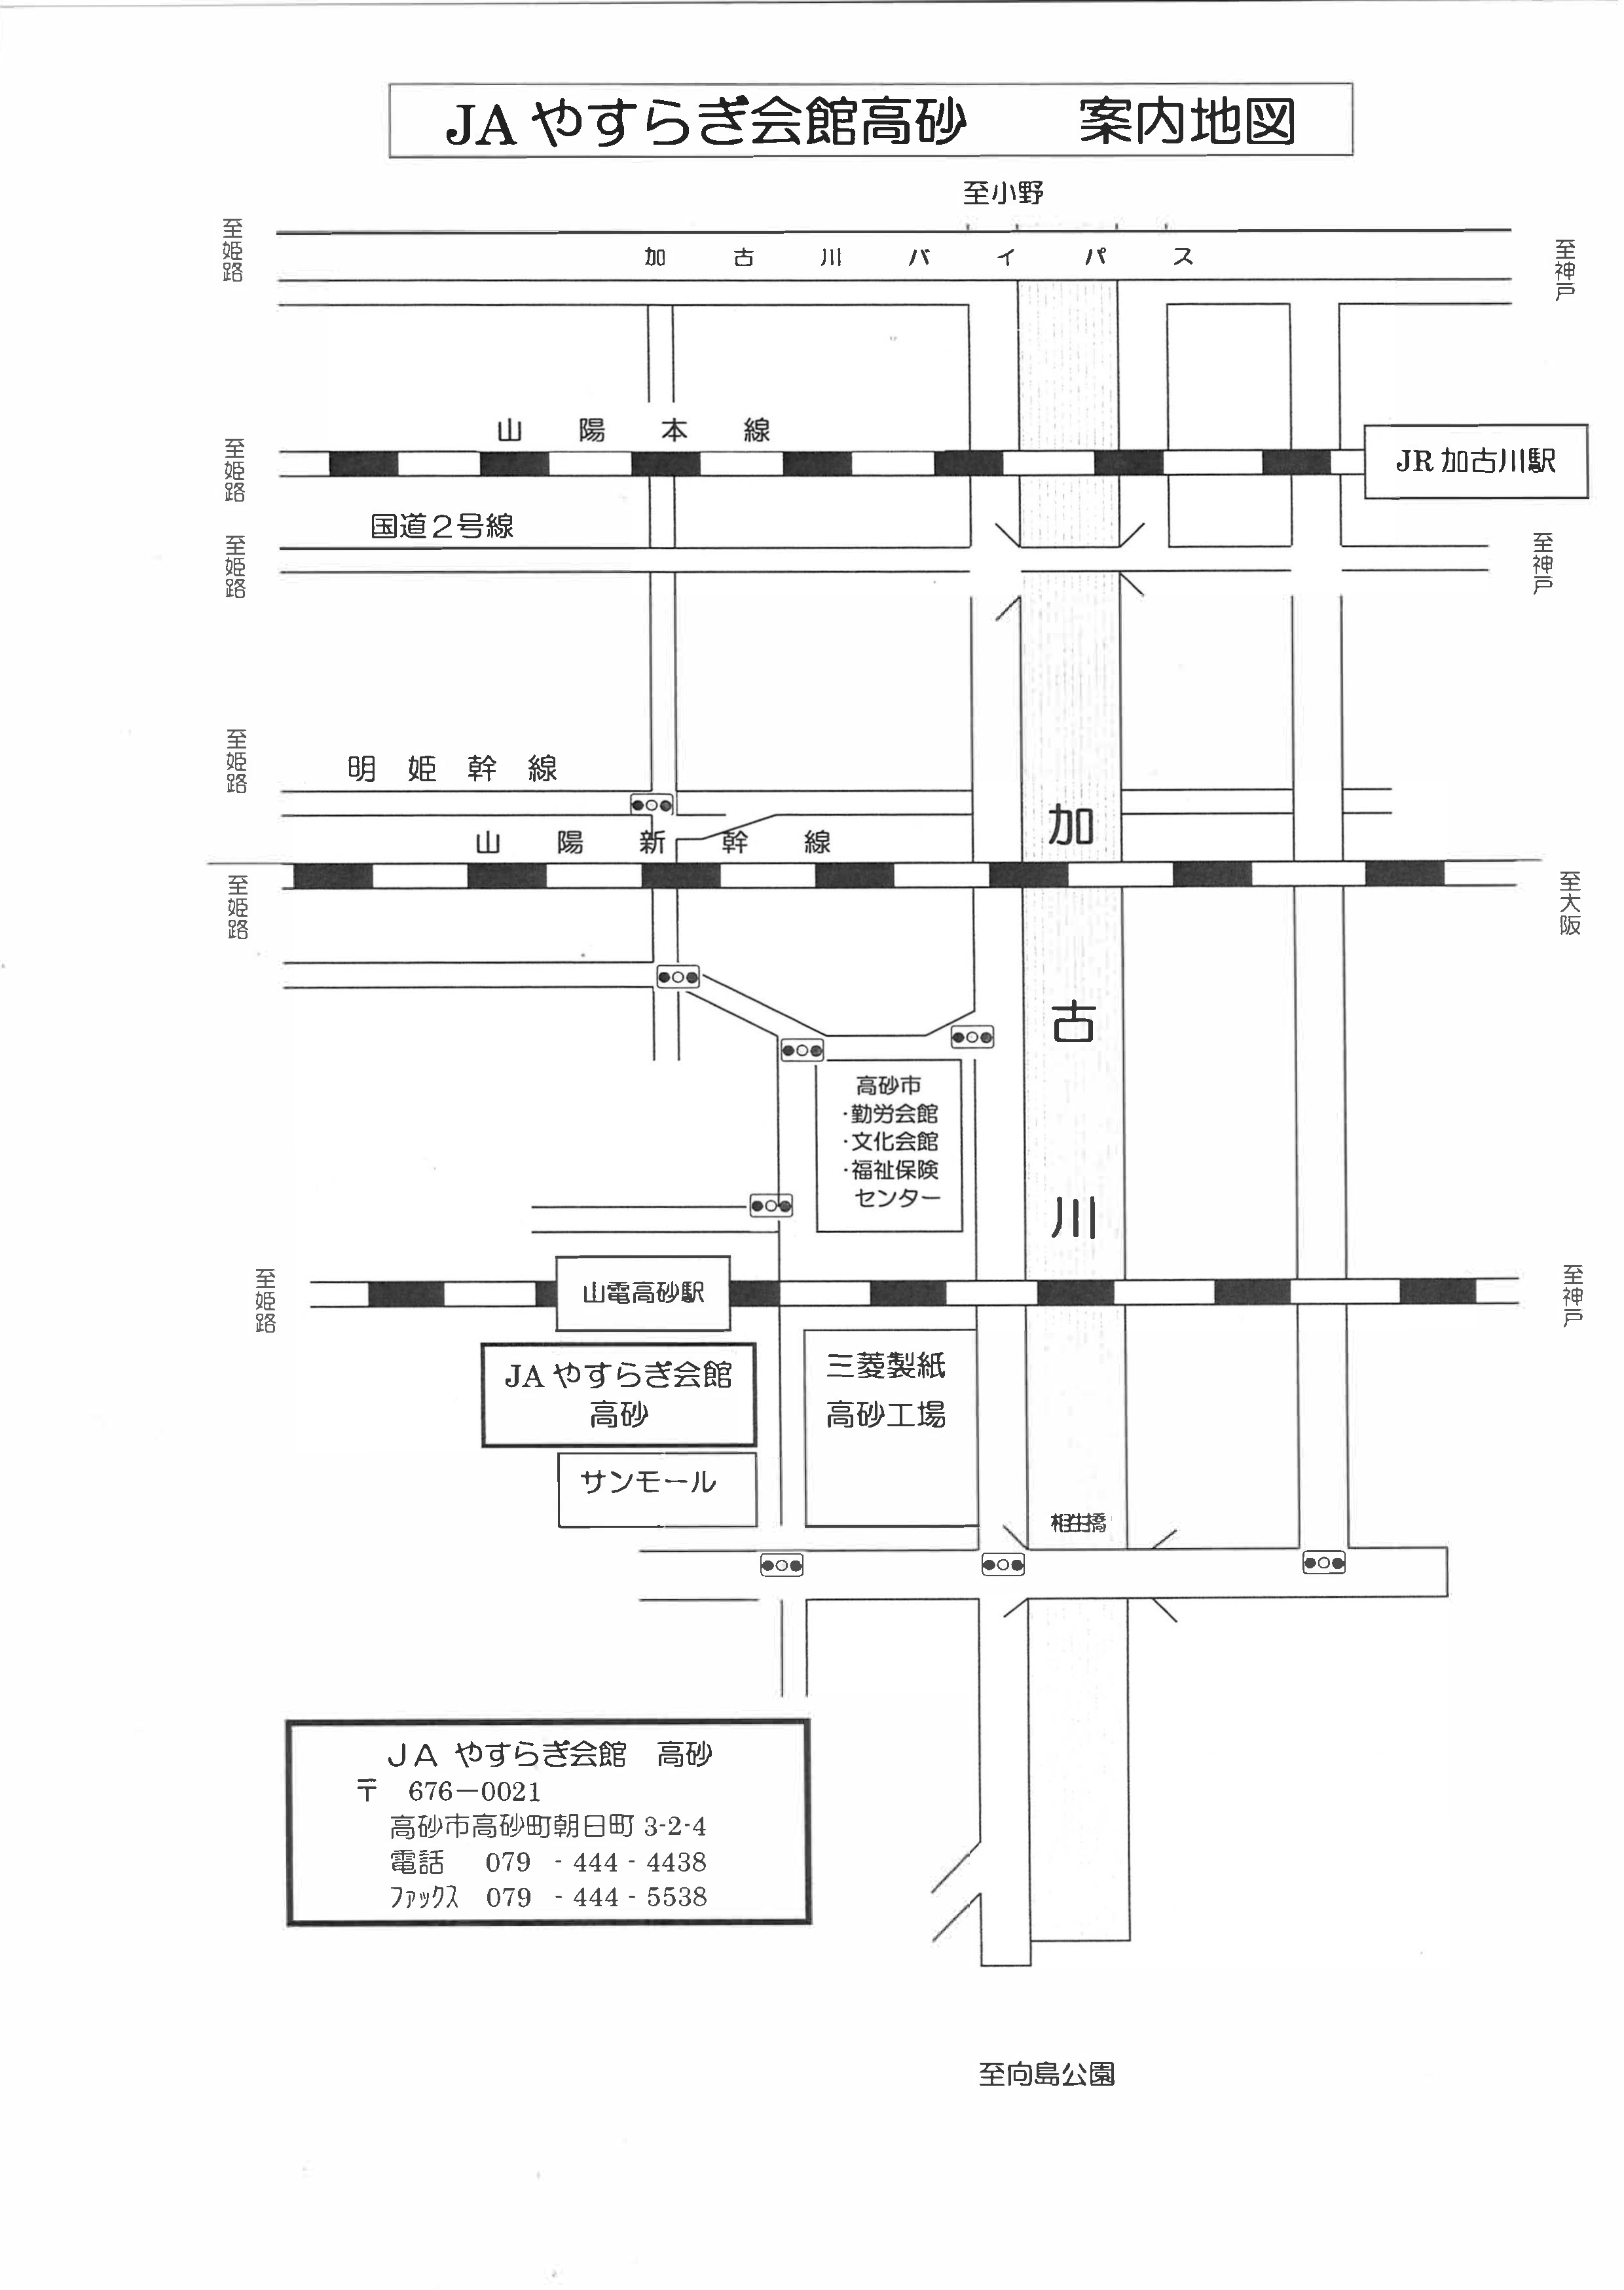 JAやすらぎ会館高砂　案内地図
至小野
至姫路
加古川バイパス
至神戸
山陽本線
至姫路
JR加古川駅
国道2号線
至姫路
至神戸
至姫路
明姫幹線
山陽新幹線
至姫路
至大阪
加古川
高砂市
・勤労会館
・文化会館
・福祉保険
センター
至姫路
山電高砂駅
至神戸
JAやすらぎ会館
高砂
三菱製紙
高砂工場
サンモール
相生橋
JA やすらぎ会館　高砂
〒　676－0021
高砂市高砂町朝日町 3-2-4
電話　079 - 444 - 4438
ファックス　079 - 444 - 5538
至向島公園